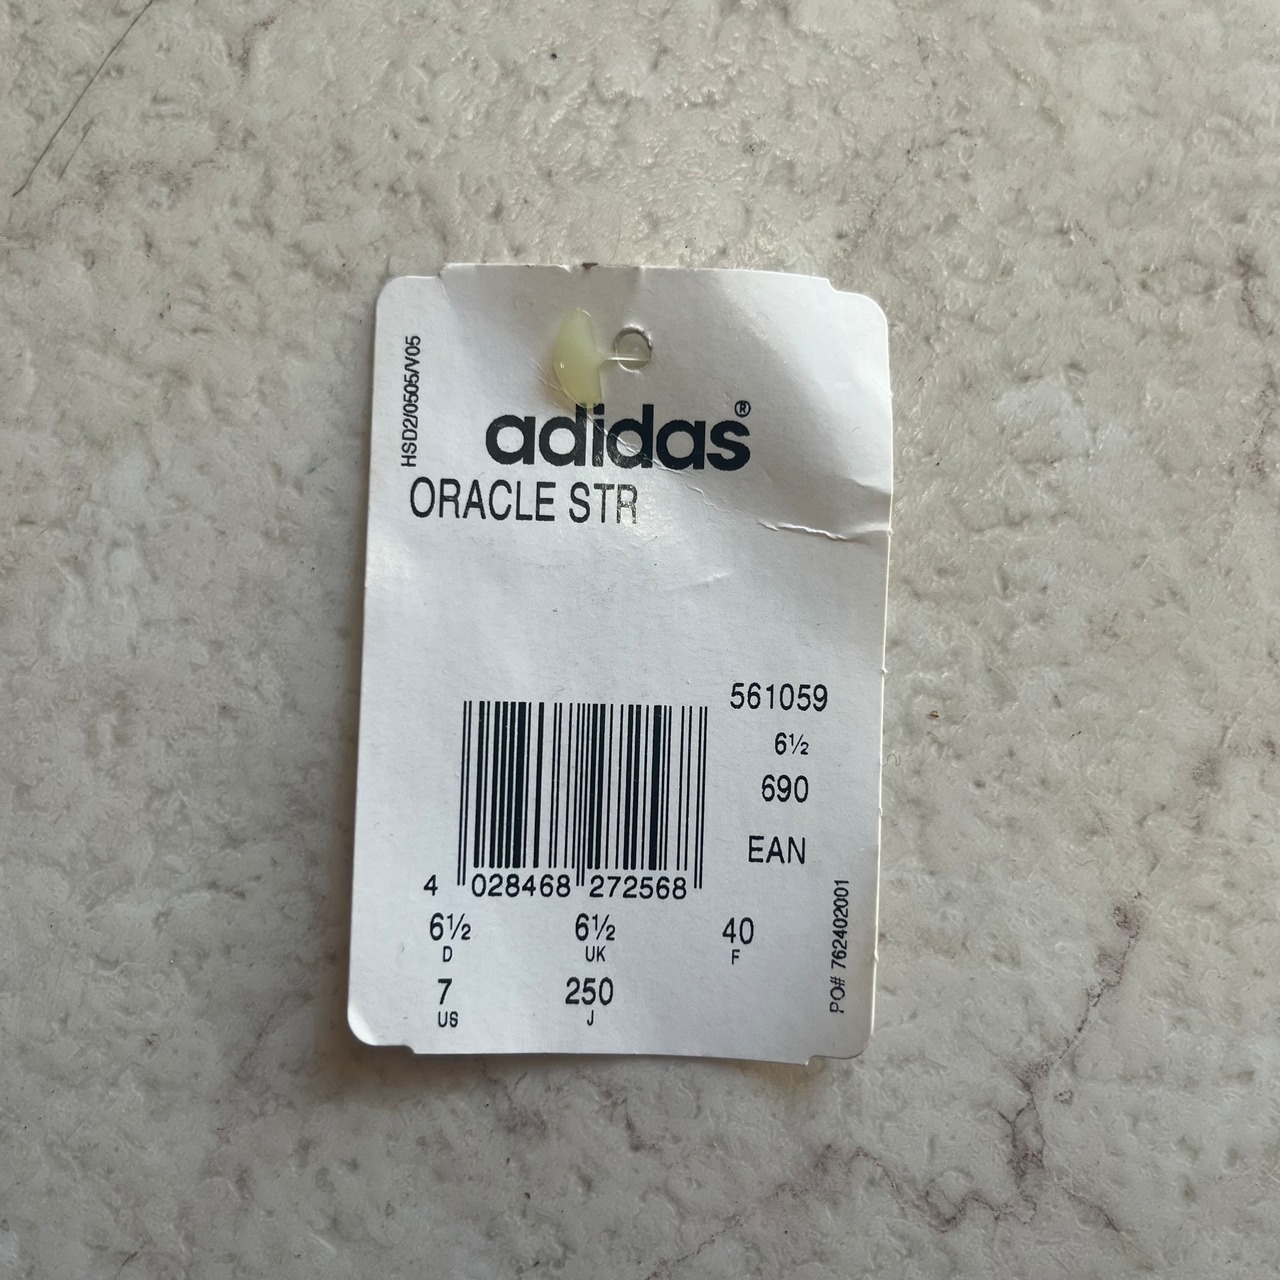 HSD2/0505/V05
adidas®
ORACLE STR
561059
6½
690
EAN
4 028468 272568
6½ 6½ 40
D UK F
7 250
US J
PO# 762402001